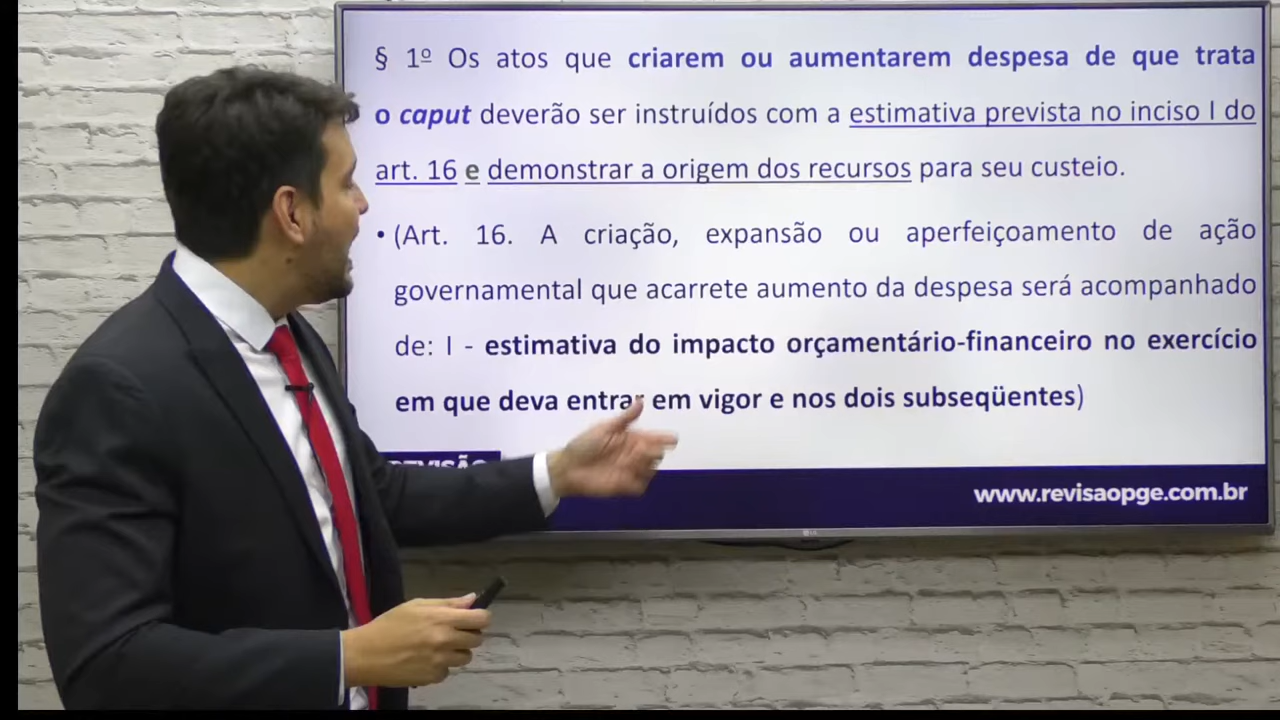 § 1º Os atos que criarem ou aumentarem despesa de que trata
o caput deverão ser instruídos com a estimativa prevista no inciso I do
art. 16 e demonstrar a origem dos recursos para seu custeio.
• (Art. 16. A criação, expansão ou aperfeiçoamento de ação
governamental que acarrete aumento da despesa será acompanhado
de: I - estimativa do impacto orçamentário-financeiro no exercício
em que deva entrar em vigor e nos dois subseqüentes)
REVISÃO
www.revisaopge.com.br
LG